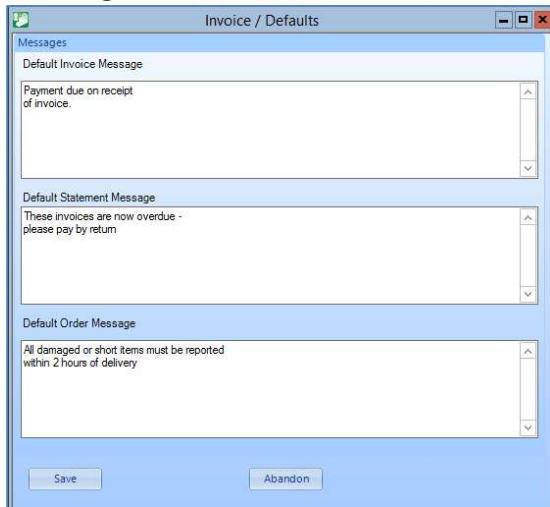 Invoice / Defaults
Messages
Default Invoice Message
Payment due on receipt
of invoice.
Default Statement Message
These invoices are now overdue -
please pay by return
Default Order Message
All damaged or short items must be reported
within 2 hours of delivery
Save
Abandon